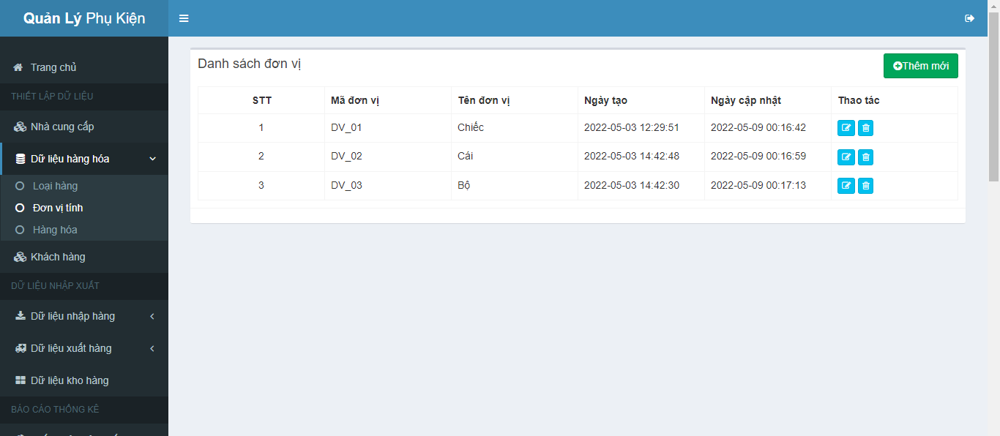 Quản Lý Phụ Kiện
Trang chủ
THIẾT LẬP DỮ LIỆU
Nhà cung cấp
Dữ liệu hàng hóa
Loại hàng
Đơn vị tính
Hàng hóa
Khách hàng
DỮ LIỆU NHẬP XUẤT
Dữ liệu nhập hàng
Dữ liệu xuất hàng
Dữ liệu kho hàng
BÁO CÁO THỐNG KÊ
Danh sách đơn vị
Thêm mới
STT Mã đơn vị Tên đơn vị Ngày tạo Ngày cập nhật Thao tác
1 DV_01 Chiếc 2022-05-03 12:29:51 2022-05-09 00:16:42
2 DV_02 Cái 2022-05-03 14:42:48 2022-05-09 00:16:59
3 DV_03 Bộ 2022-05-03 14:42:30 2022-05-09 00:17:13